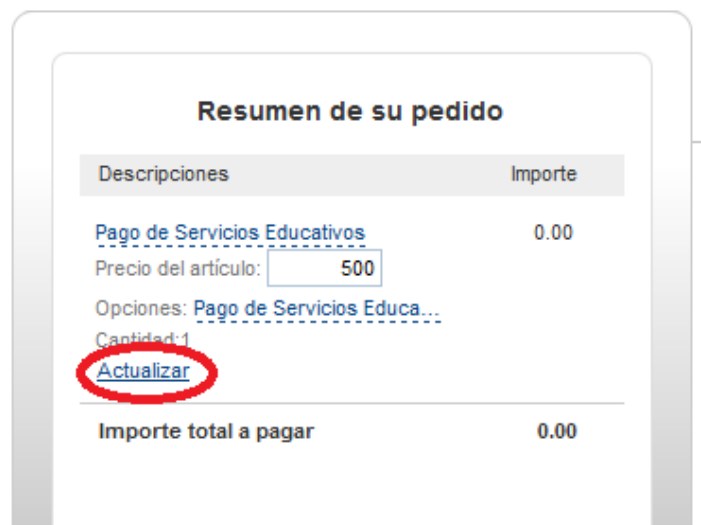 Resumen de su pedido
Descripciones Importe
Pago de Servicios Educativos 0.00
Precio del artículo: 500
Opciones: Pago de Servicios Educa...
Cantidad:1
Actualizar
Importe total a pagar 0.00